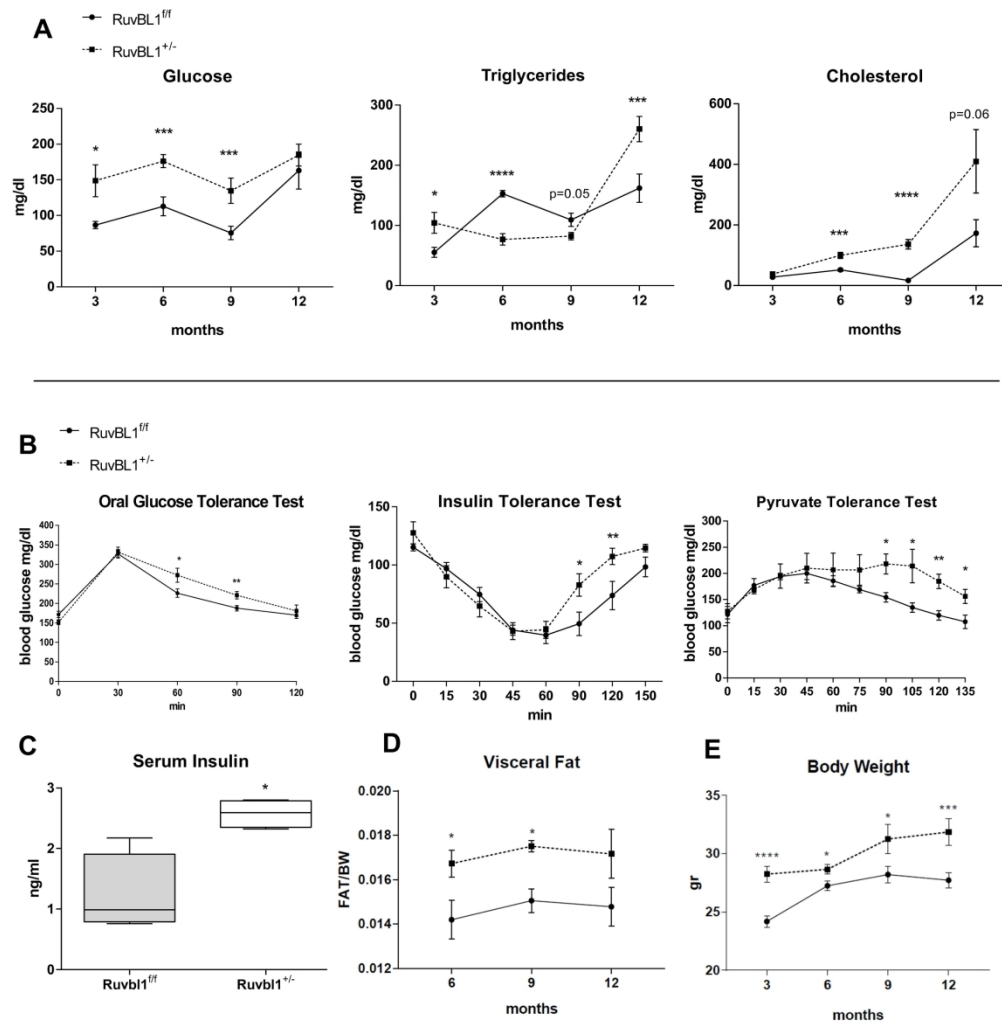 A
RuvBL1f/f
RuvBL1+/-
Glucose
mg/dl
250
200
150
100
50
0
*
***
***
3 6 9 12
months
Triglycerides
mg/dl
300
200
100
0
*
****
p=0.05
***
3 6 9 12
months
Cholesterol
mg/dl
600
400
200
0
***
****
p=0.06
3 6 9 12
months
B
RuvBL1f/f
RuvBL1+/-
Oral Glucose Tolerance Test
blood glucose mg/dl
400
350
300
250
200
150
100
50
0
*
**
0 30 60 90 120
min
Insulin Tolerance Test
blood glucose mg/dl
150
100
50
0
*
**
0 15 30 45 60 90 120 150
min
Pyruvate Tolerance Test
blood glucose mg/dl
300
250
200
150
100
50
0
* * ** *
0 15 30 45 60 75 90 105 120 135
min
C
Serum Insulin
ng/ml
3
2
1
0
*
Ruvbl1f/f
Ruvbl1+/-
D
Visceral Fat
FAT/BW
0.020
0.018
0.016
0.014
0.012
* *
6 9 12
months
E
Body Weight
gr
35
30
25
20
****
*
*
***
3 6 9 12
months